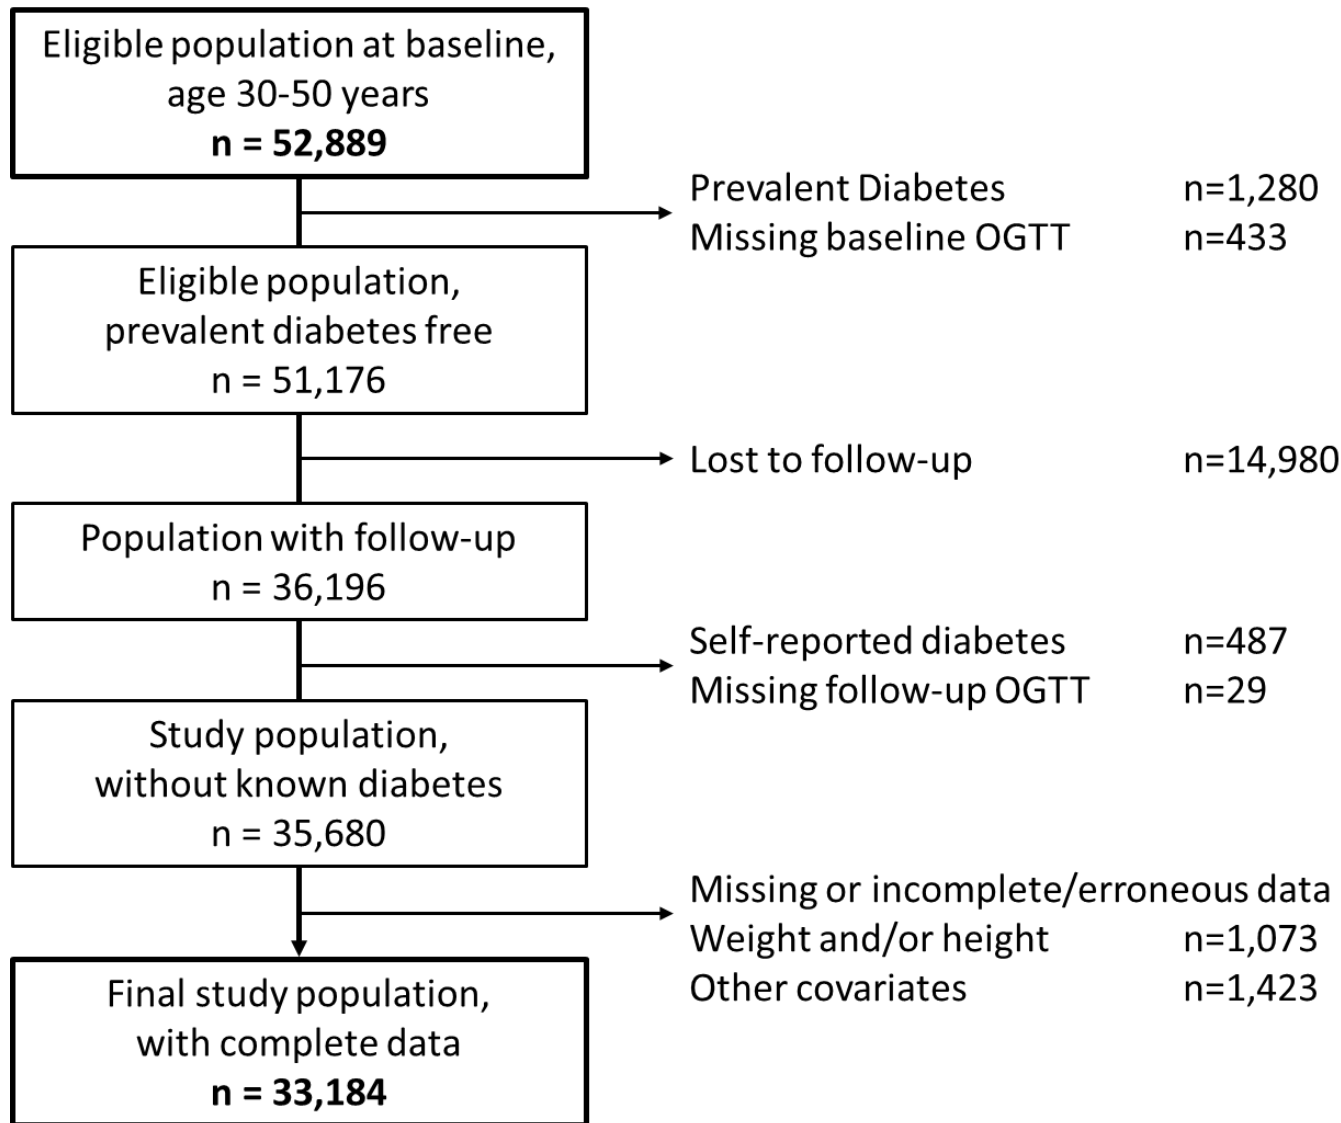 Eligible population at baseline,
age 30-50 years
n = 52,889
Prevalent Diabetes n=1,280
Missing baseline OGTT n=433
Eligible population,
prevalent diabetes free
n = 51,176
Lost to follow-up n=14,980
Population with follow-up
n = 36,196
Self-reported diabetes n=487
Missing follow-up OGTT n=29
Study population,
without known diabetes
n = 35,680
Missing or incomplete/erroneous data
Weight and/or height n=1,073
Other covariates n=1,423
Final study population,
with complete data
n = 33,184